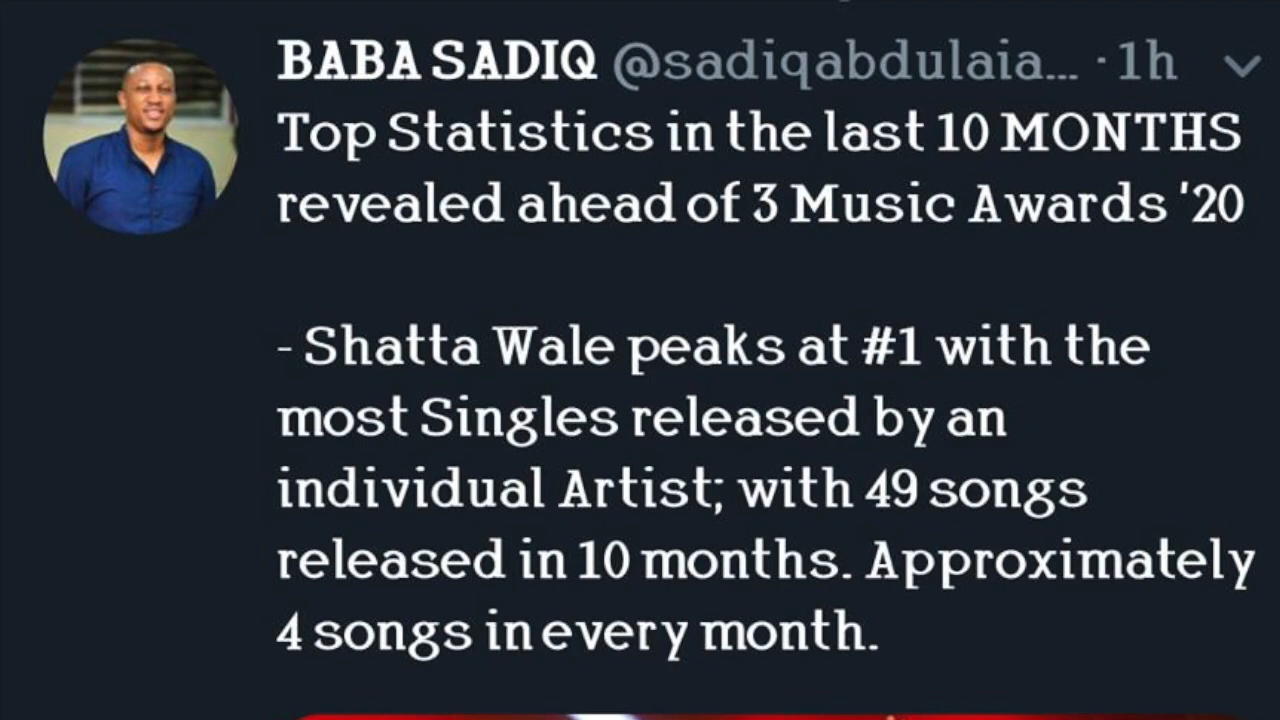 BABA SADIQ @sadiqabdulaia... · 1h
Top Statistics in the last 10 MONTHS
revealed ahead of 3 Music Awards '20
- Shatta Wale peaks at #1 with the
most Singles released by an
individual Artist; with 49 songs
released in 10 months. Approximately
4 songs in every month.